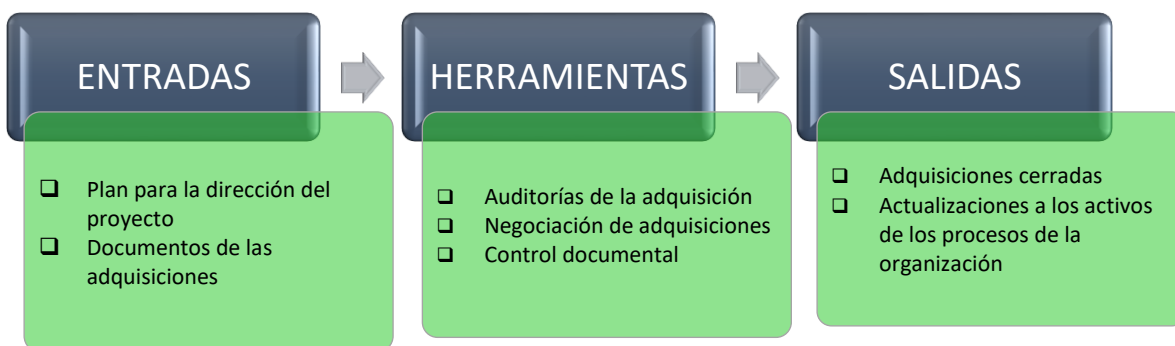 ENTRADAS
Plan para la dirección del
proyecto
Documentos de las
adquisiciones
HERRAMIENTAS
Auditorías de la adquisición
Negociación de adquisiciones
Control documental
SALIDAS
Adquisiciones cerradas
Actualizaciones a los activos
de los procesos de la
organización